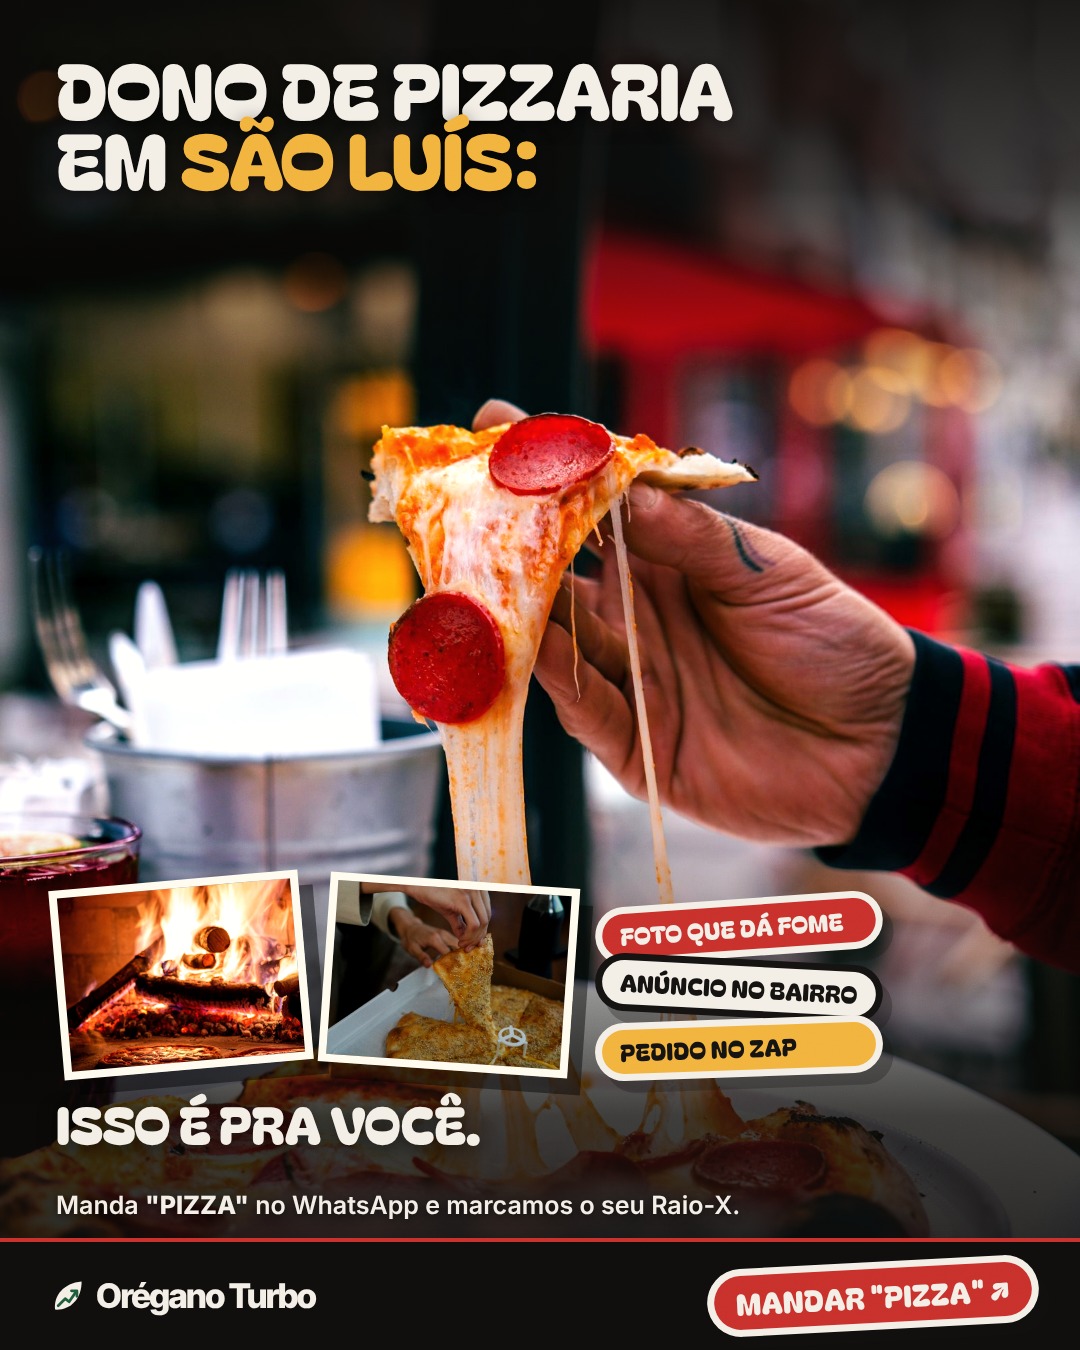 DONO DE PIZZARIA
EM SÃO LUÍS:
FOTO QUE DÁ FOME
ANÚNCIO NO BAIRRO
PEDIDO NO ZAP
ISSO É PRA VOCÊ.
Manda "PIZZA" no WhatsApp e marcamos o seu Raio-X.
Orégano Turbo
MANDAR "PIZZA" ↗